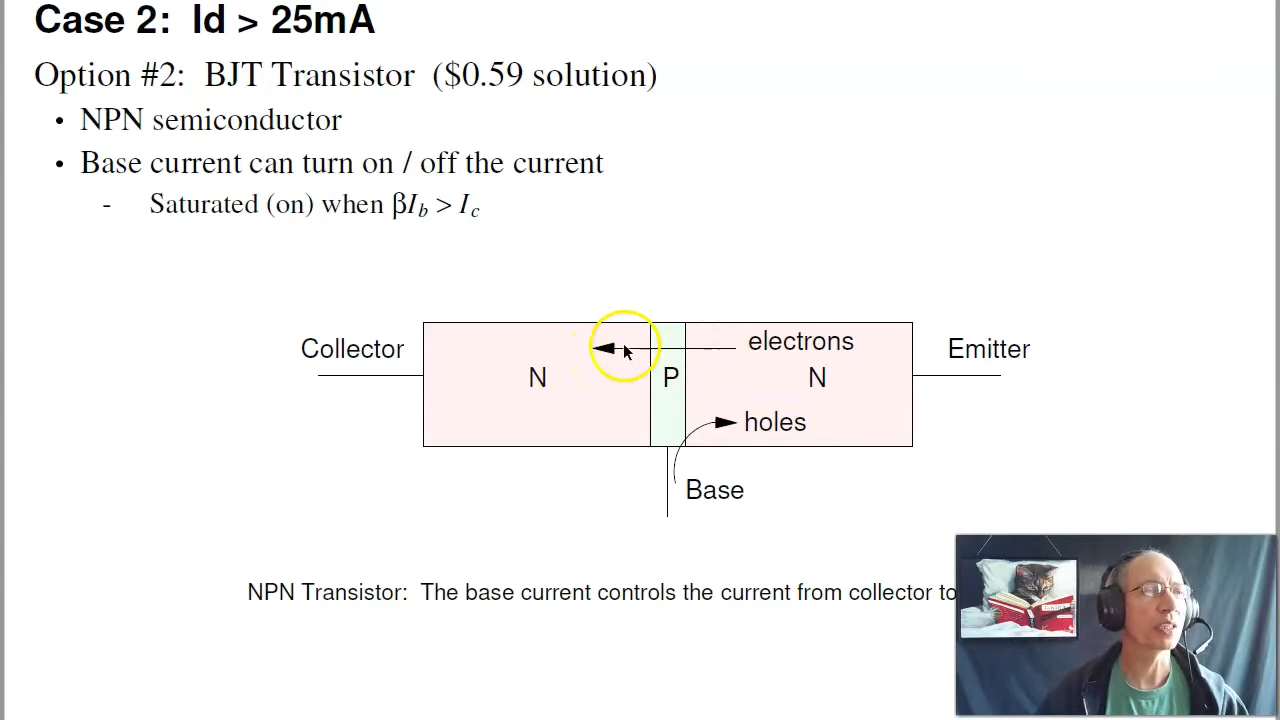 Case 2: Id > 25mA
Option #2: BJT Transistor ($0.59 solution)
• NPN semiconductor
• Base current can turn on / off the current
- Saturated (on) when βIb > Ic
Collector
electrons
Emitter
N
P
N
holes
Base
NPN Transistor: The base current controls the current from collector to